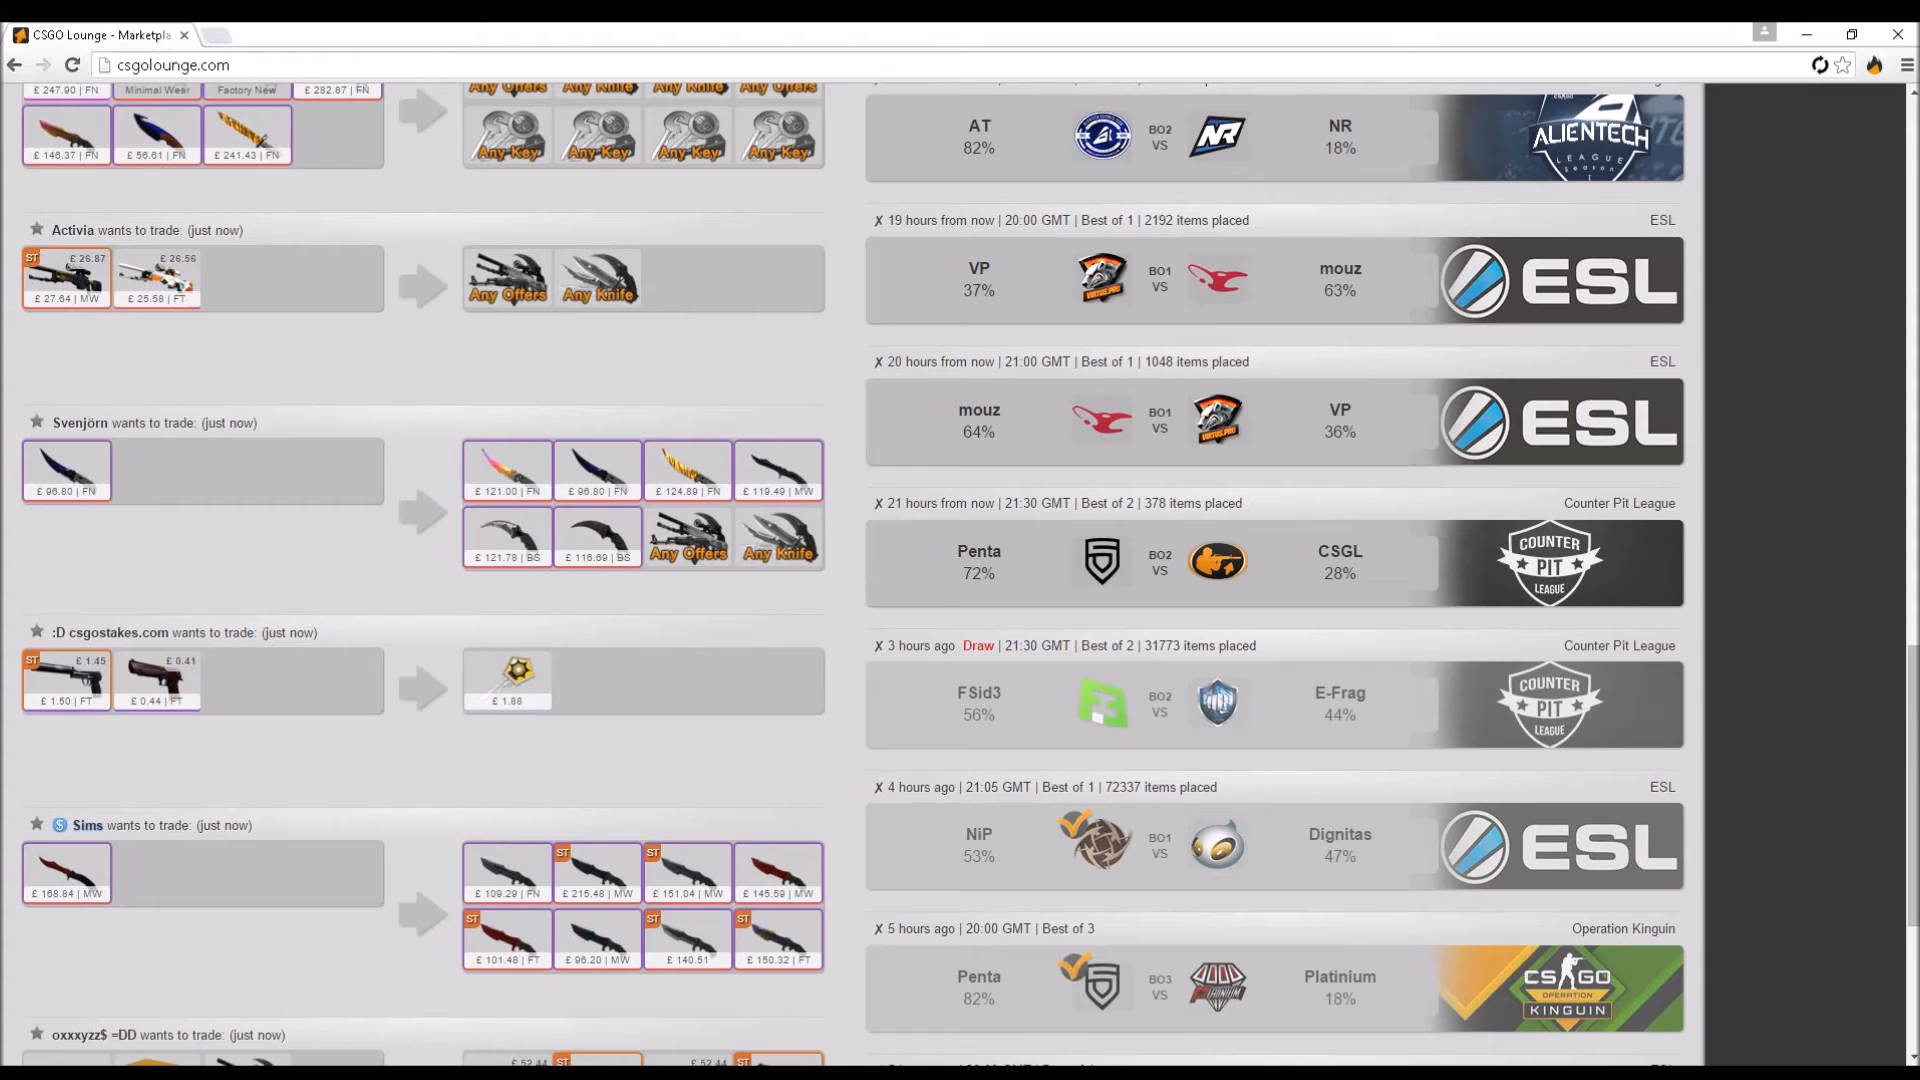 CSGO Lounge - Marketpla
csgolounge.com
£ 247.90 | FN
Minimal Wear
Factory New
£ 282.87 | FN
Any Offers
Any Knife
Any Knife
Any Offers
£ 146.37 | FN
£ 56.61 | FN
£ 241.43 | FN
Any Key
Any Key
Any Key
Any Key
Activia wants to trade: (just now)
ST
£ 26.87
£ 27.64 | MW
£ 26.56
£ 25.58 | FT
Any Offers
Any Knife
Svenjörn wants to trade: (just now)
£ 96.80 | FN
£ 121.00 | FN
£ 96.80 | FN
£ 124.89 | FN
£ 119.49 | MW
£ 121.78 | BS
£ 116.69 | BS
Any Offers
Any Knife
:D csgostakes.com wants to trade: (just now)
ST
£ 1.45
£ 1.50 | FT
£ 0.41
£ 0.44 | FT
£ 1.88
Sims wants to trade: (just now)
£ 168.84 | MW
£ 109.29 | FN
ST
£ 215.48 | MW
ST
£ 151.04 | MW
£ 145.59 | MW
ST
£ 101.48 | FT
£ 96.20 | MW
ST
£ 140.51
ST
£ 150.32 | FT
oxxxyzz$ =DD wants to trade: (just now)
£ 52.44
ST
£ 52.44
ST
AT
82%
BO2
VS
NR
NR
18%
ALIENTECH
LEAGUE
Season
1
X 19 hours from now | 20:00 GMT | Best of 1 | 2192 items placed
ESL
VP
37%
VIRTUS.PRO
BO1
VS
mouz
63%
ESL
X 20 hours from now | 21:00 GMT | Best of 1 | 1048 items placed
ESL
mouz
64%
BO1
VS
VIRTUS.PRO
VP
36%
ESL
X 21 hours from now | 21:30 GMT | Best of 2 | 378 items placed
Counter Pit League
Penta
72%
BO2
VS
CSGL
28%
COUNTER
PIT
LEAGUE
X 3 hours ago Draw | 21:30 GMT | Best of 2 | 31773 items placed
Counter Pit League
FSid3
56%
BO2
VS
E-Frag
44%
COUNTER
PIT
LEAGUE
X 4 hours ago | 21:05 GMT | Best of 1 | 72337 items placed
ESL
NiP
53%
BO1
VS
Dignitas
47%
ESL
X 5 hours ago | 20:00 GMT | Best of 3
Operation Kinguin
Penta
82%
BO3
VS
Platinium
18%
CS GO
OPERATION
KINGUIN